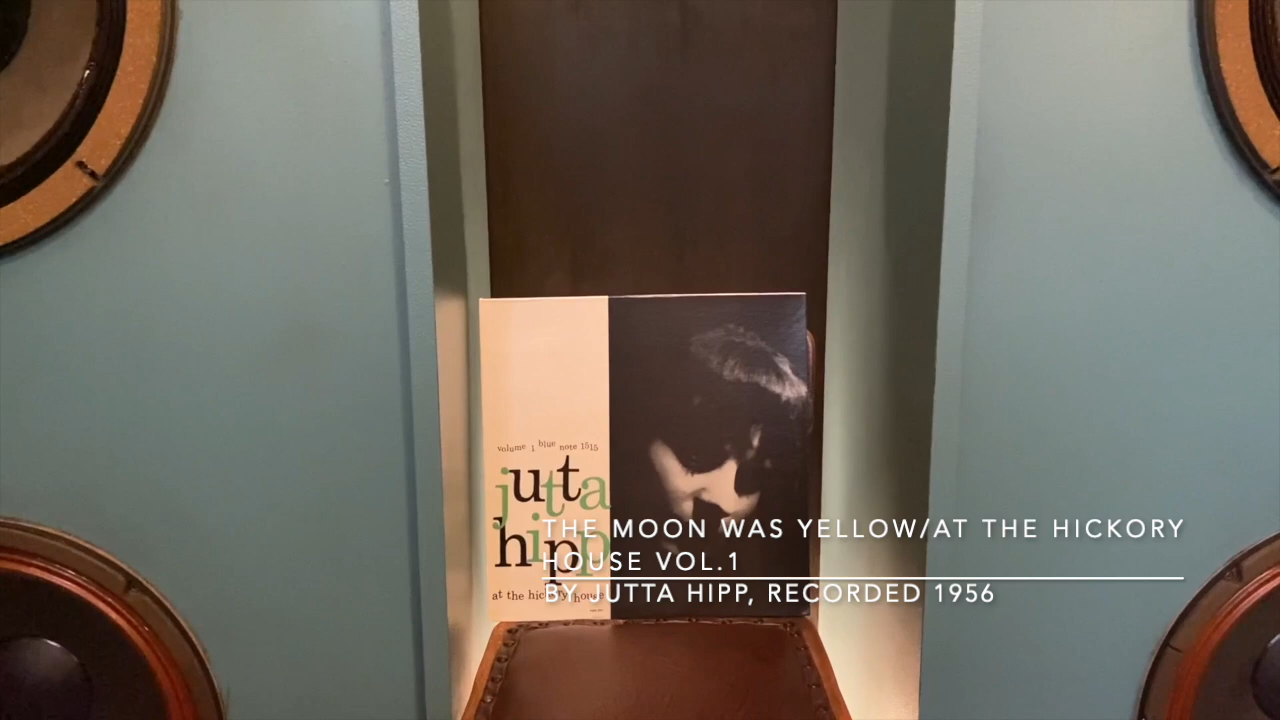 volume 1 blue note 1515
jutta
hipp
at the hickory house
THE MOON WAS YELLOW/AT THE HICKORY
HOUSE VOL.1
BY JUTTA HIPP, RECORDED 1956